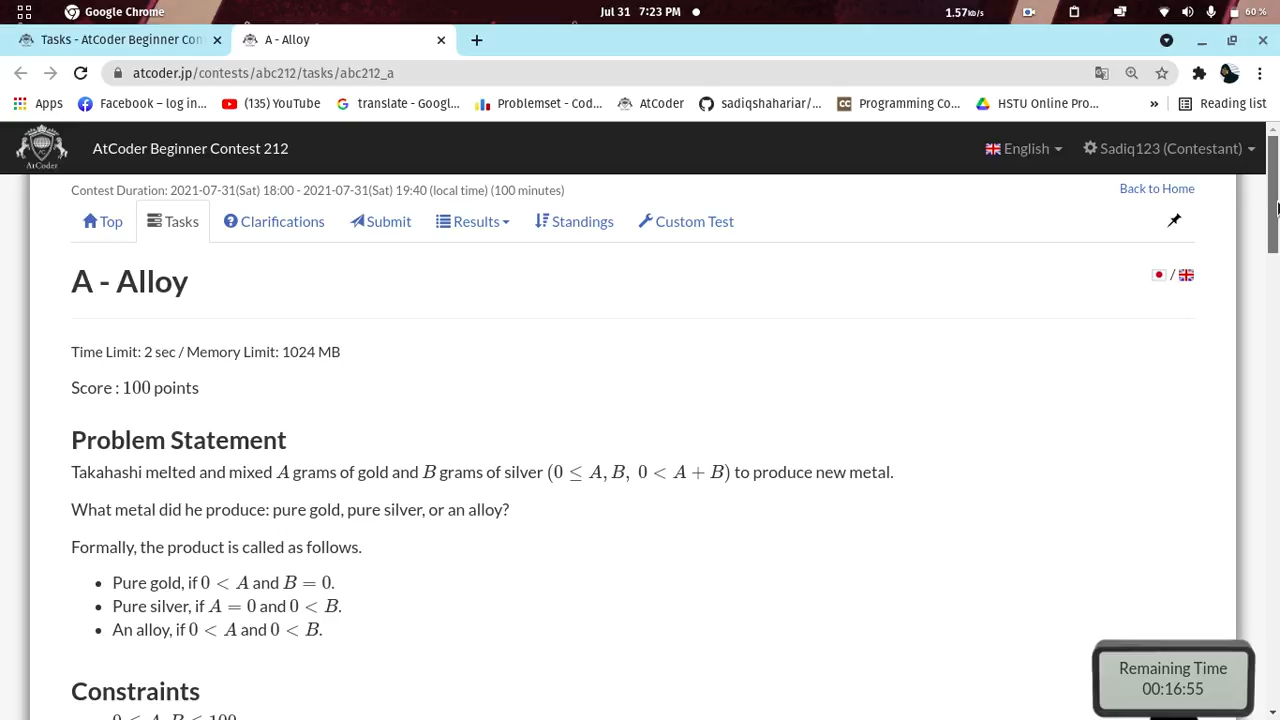 Google Chrome Jul 31 7:23 PM 1.57kb/s 60 %
Tasks - AtCoder Beginner Con A - Alloy
atcoder.jp/contests/abc212/tasks/abc212_a
Apps Facebook – log in... (135) YouTube translate - Googl... Problemset - Cod... AtCoder sadiqshahariar/... CC Programming Co... HSTU Online Pro... » Reading list
AtCoder Beginner Contest 212 English Sadiq123 (Contestant)
AtCoder
Contest Duration: 2021-07-31(Sat) 18:00 - 2021-07-31(Sat) 19:40 (local time) (100 minutes) Back to Home
Top Tasks Clarifications Submit Results Standings Custom Test
A - Alloy /
Time Limit: 2 sec / Memory Limit: 1024 MB
Score : 100 points
Problem Statement
Takahashi melted and mixed A grams of gold and B grams of silver (0 ≤ A, B, 0 < A + B) to produce new metal.
What metal did he produce: pure gold, pure silver, or an alloy?
Formally, the product is called as follows.
• Pure gold, if 0 < A and B = 0.
• Pure silver, if A = 0 and 0 < B.
• An alloy, if 0 < A and 0 < B.
Constraints
0 ≤ A, B ≤ 100
Remaining Time
00:16:55